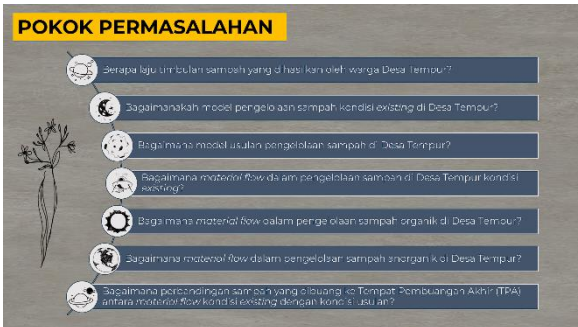 POKOK PERMASALAHAN
Berapa laju timbulan sampah yang dihasilkan oleh warga Desa Tempur?
Bagaimanakah model pengelolaan sampah kondisi existing di Desa Tempur?
Bagaimana model usulan pengelolaan sampah di Desa Tempur?
Bagaimana material flow dalam pengelolaan sampah di Desa Tempur kondisi
existing?
Bagaimana material flow dalam pengelolaan sampah organik di Desa Tempur?
Bagaimana material flow dalam pengelolaan sampah anorganik di Desa Tempur?
Bagaimana perbandingan sampah yang dibuang ke Tempat Pembuangan Akhir (TPA)
antara material flow kondisi existing dengan kondisi usulan?